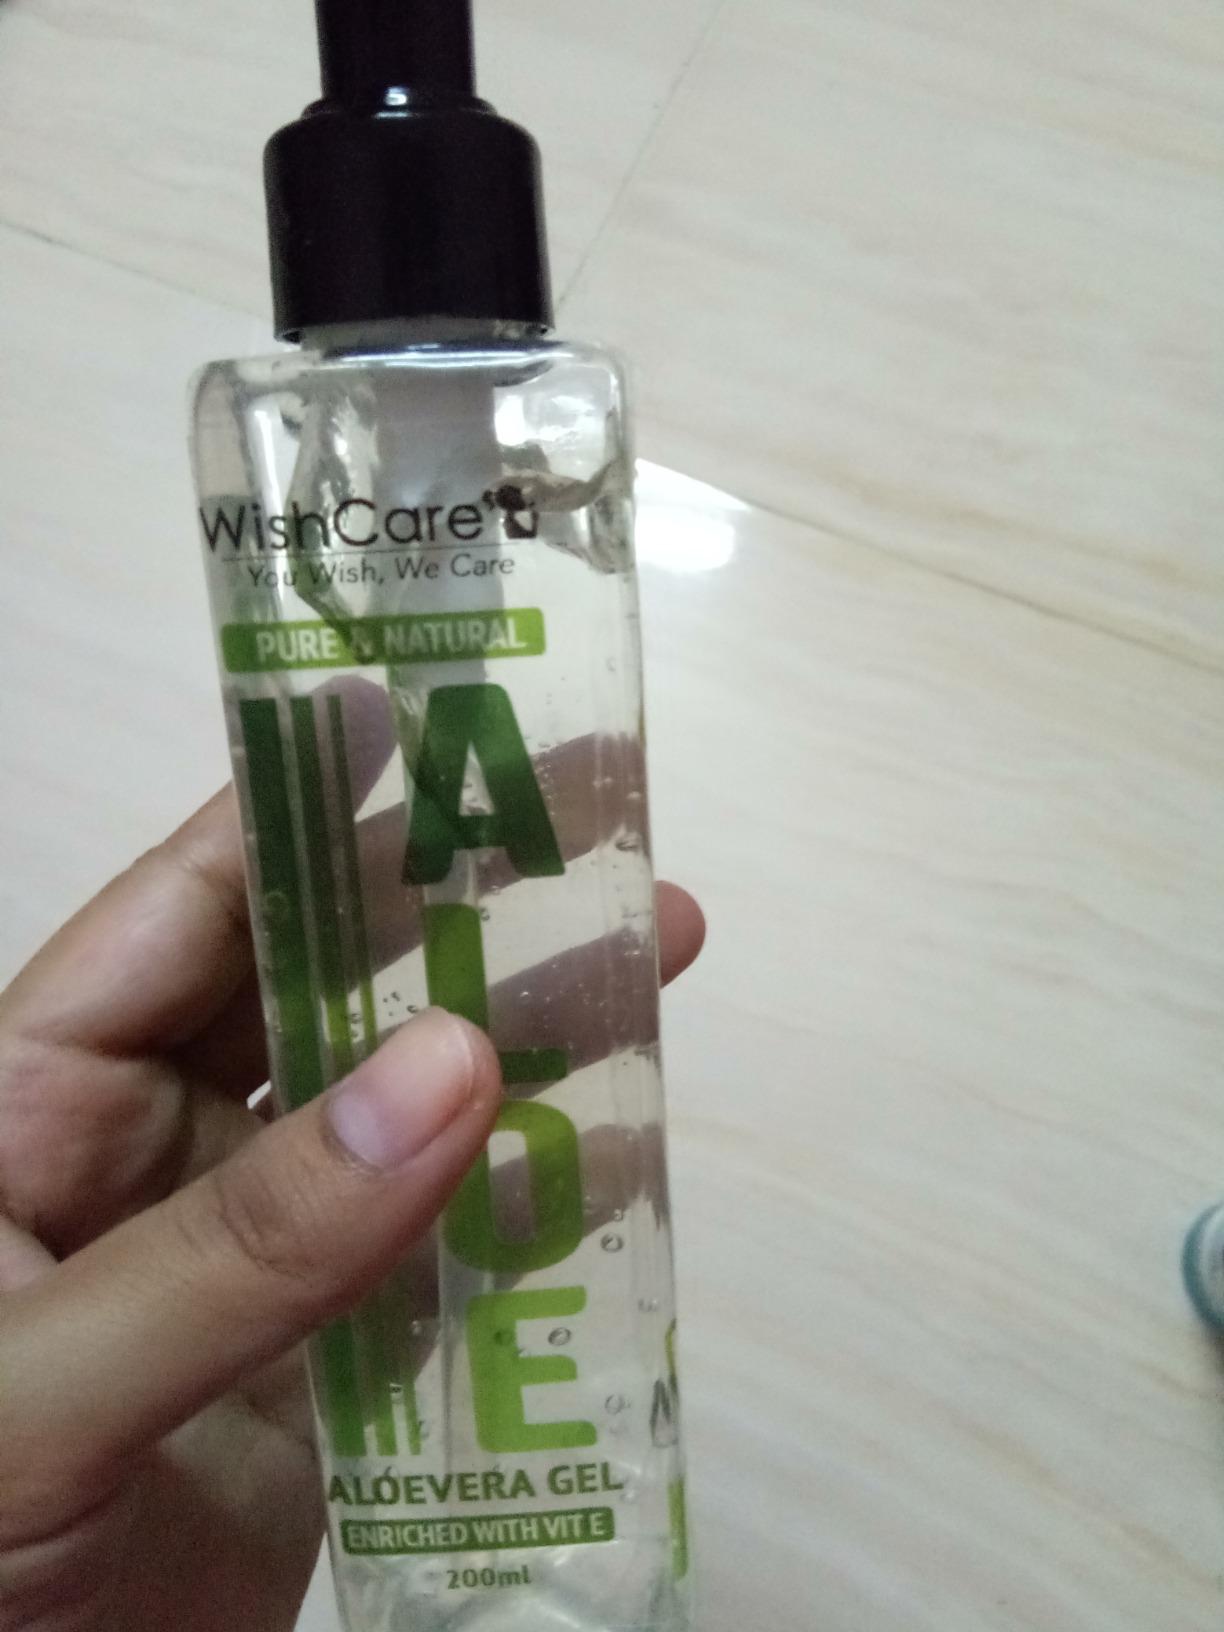 WishCare
You Wish, We Care
PURE & NATURAL
ALOE
ALOEVERA GEL
ENRICHED WITH VIT E
200ml